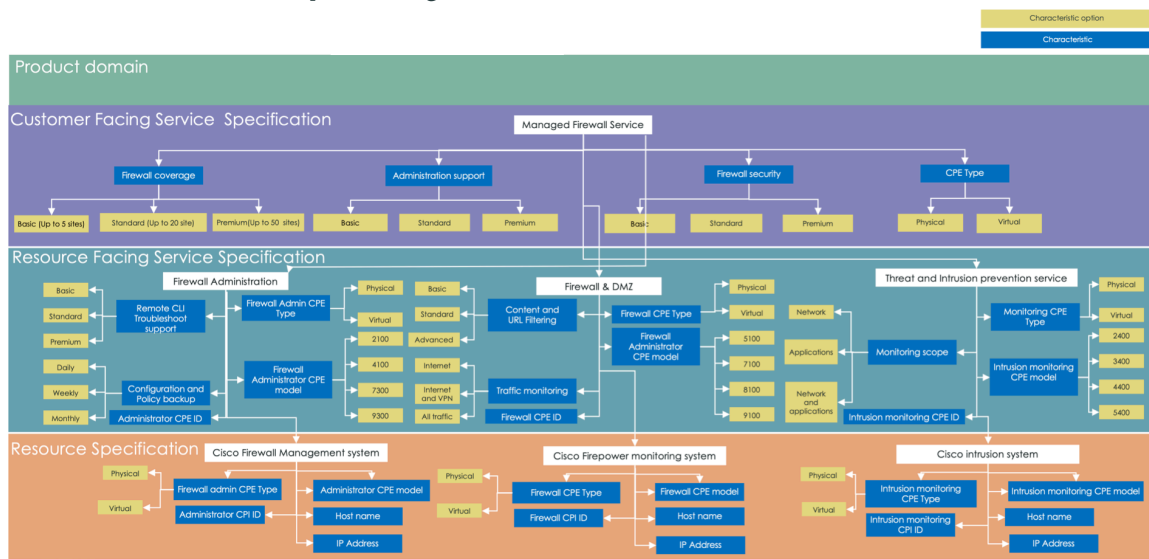 Characteristic option
Characteristic
Product domain
Customer Facing Service Specification
Managed Firewall Service
Firewall coverage
Administration support
Firewall security
CPE Type
Basic (Up to 5 sites)
Standard (Up to 20 site)
Premium(Up to 50 sites)
Basic
Standard
Premium
Basic
Standard
Premium
Physical
Virtual
Resource Facing Service Specification
Firewall Administration
Basic
Standard
Premium
Remote CLI
Troubleshoot
support
Daily
Weekly
Monthly
Configuration and
Policy backup
Administrator CPE ID
Firewall Admin CPE
Type
Physical
Virtual
Firewall
Administrator CPE
model
2100
4100
7300
9300
Firewall & DMZ
Basic
Standard
Advanced
Content and
URL Filtering
Internet
Internet
and VPN
All traffic
Traffic monitoring
Firewall CPE ID
Firewall CPE Type
Physical
Virtual
Firewall
Administrator
CPE model
5100
7100
8100
9100
Threat and Intrusion prevention service
Network
Applications
Network
and
applications
Monitoring scope
Intrusion monitoring CPE ID
Monitoring CPE
Type
Physical
Virtual
Intrusion monitoring
CPE model
2400
3400
4400
5400
Resource Specification
Cisco Firewall Management system
Physical
Virtual
Firewall admin CPE Type
Administrator CPI ID
Administrator CPE model
Host name
IP Address
Cisco Firepower monitoring system
Physical
Virtual
Firewall CPE Type
Firewall CPI ID
Firewall CPE model
Host name
IP Address
Cisco intrusion system
Physical
Virtual
Intrusion monitoring
CPE Type
Intrusion monitoring
CPI ID
Intrusion monitoring CPE model
Host name
IP Address